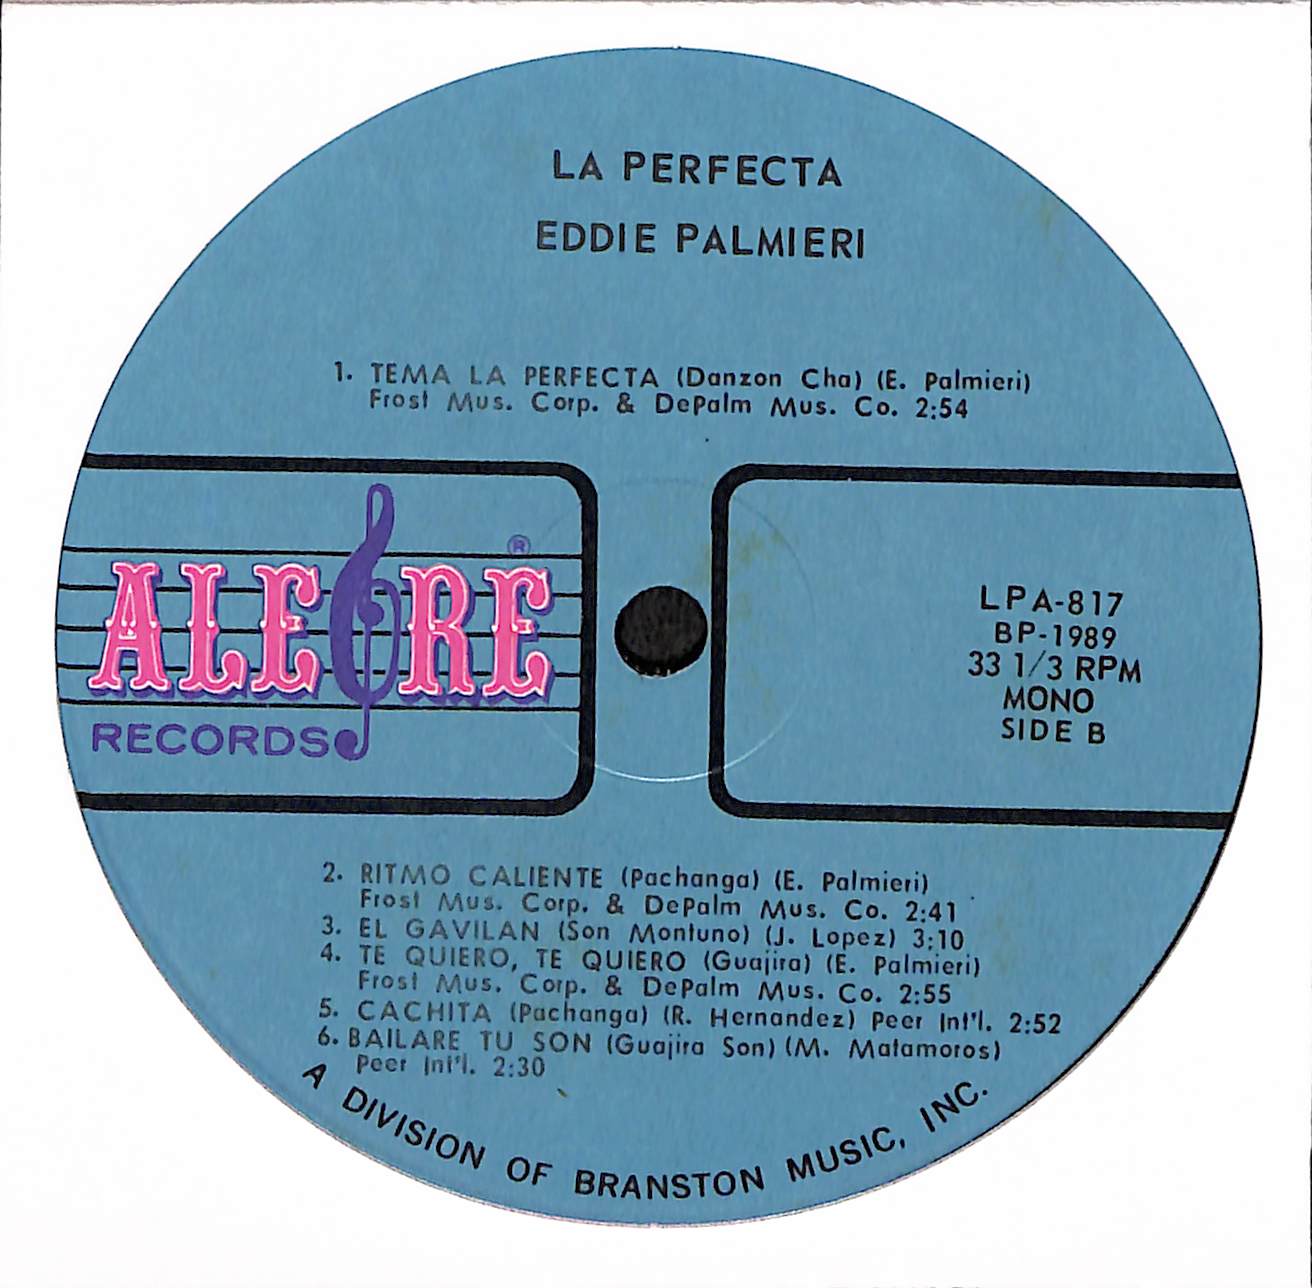 LA PERFECTA
EDDIE PALMIERI
1. TEMA LA PERFECTA (Danzon Cha) (E. Palmieri)
Frost Mus. Corp. & DePalm Mus. Co. 2:54
ALEGRE ®
RECORDS
LPA-817
BP-1989
33 1/3 RPM
MONO
SIDE B
2. RITMO CALIENTE (Pachanga) (E. Palmieri)
Frost Mus. Corp. & DePalm Mus. Co. 2:41
3. EL GAVILAN (Son Montuno) (J. Lopez) 3:10
4. TE QUIERO, TE QUIERO (Guajira) (E. Palmieri)
Frost Mus. Corp. & DePalm Mus. Co. 2:55
5. CACHITA (Pachanga) (R. Hernandez) Peer Int'l. 2:52
6. BAILARE TU SON (Guajira Son) (M. Matamoros)
Peer Int'l. 2:30
A DIVISION OF BRANSTON MUSIC, INC.